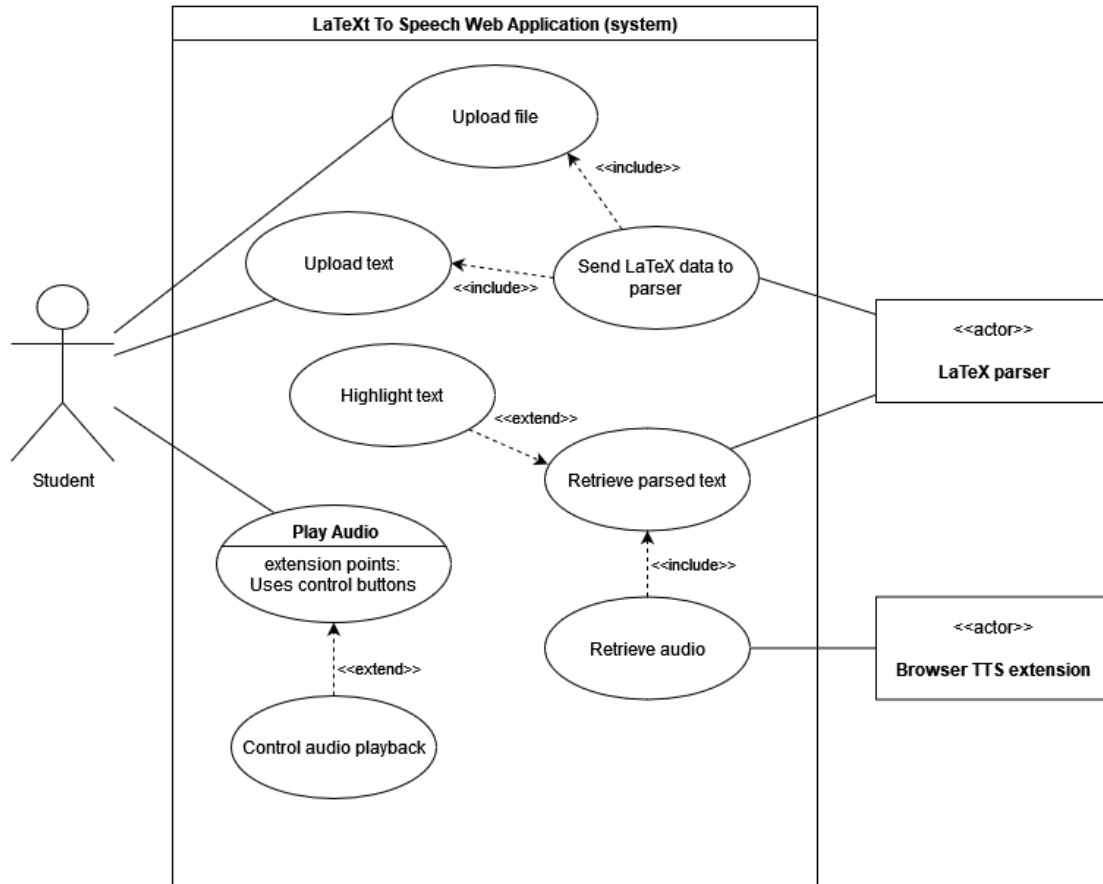 LaTeXt To Speech Web Application (system)
Upload file
<<include>>
Upload text
<<include>>
Send LaTeX data to
parser
<<actor>>
LaTeX parser
Highlight text
<<extend>>
Retrieve parsed text
Student
Play Audio
extension points:
Uses control buttons
<<include>>
<<extend>>
Retrieve audio
<<actor>>
Browser TTS extension
Control audio playback